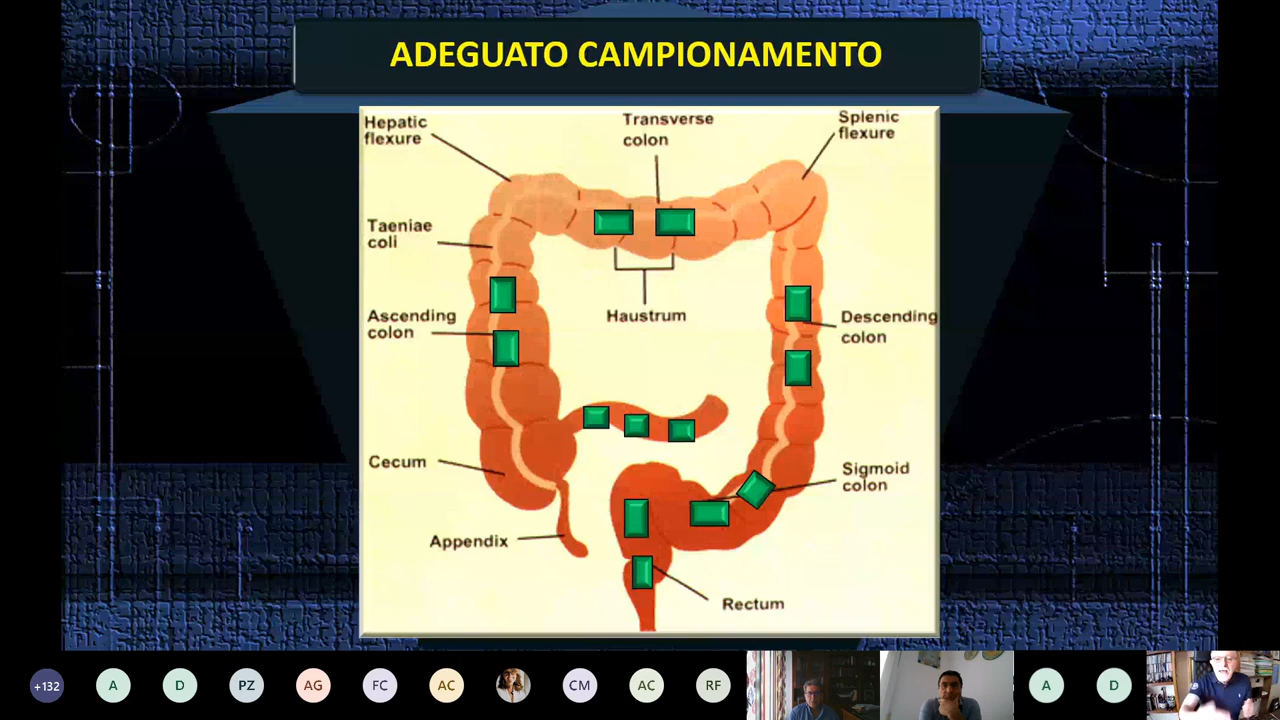 ADEGUATO CAMPIONAMENTO
Hepatic
flexure
Transverse
colon
Splenic
flexure
Taeniae
coli
Ascending
colon
Haustrum
Descending
colon
Cecum
Sigmoid
colon
Appendix
Rectum
+132
A
D
PZ
AG
FC
AC
CM
AC
RF
A
D